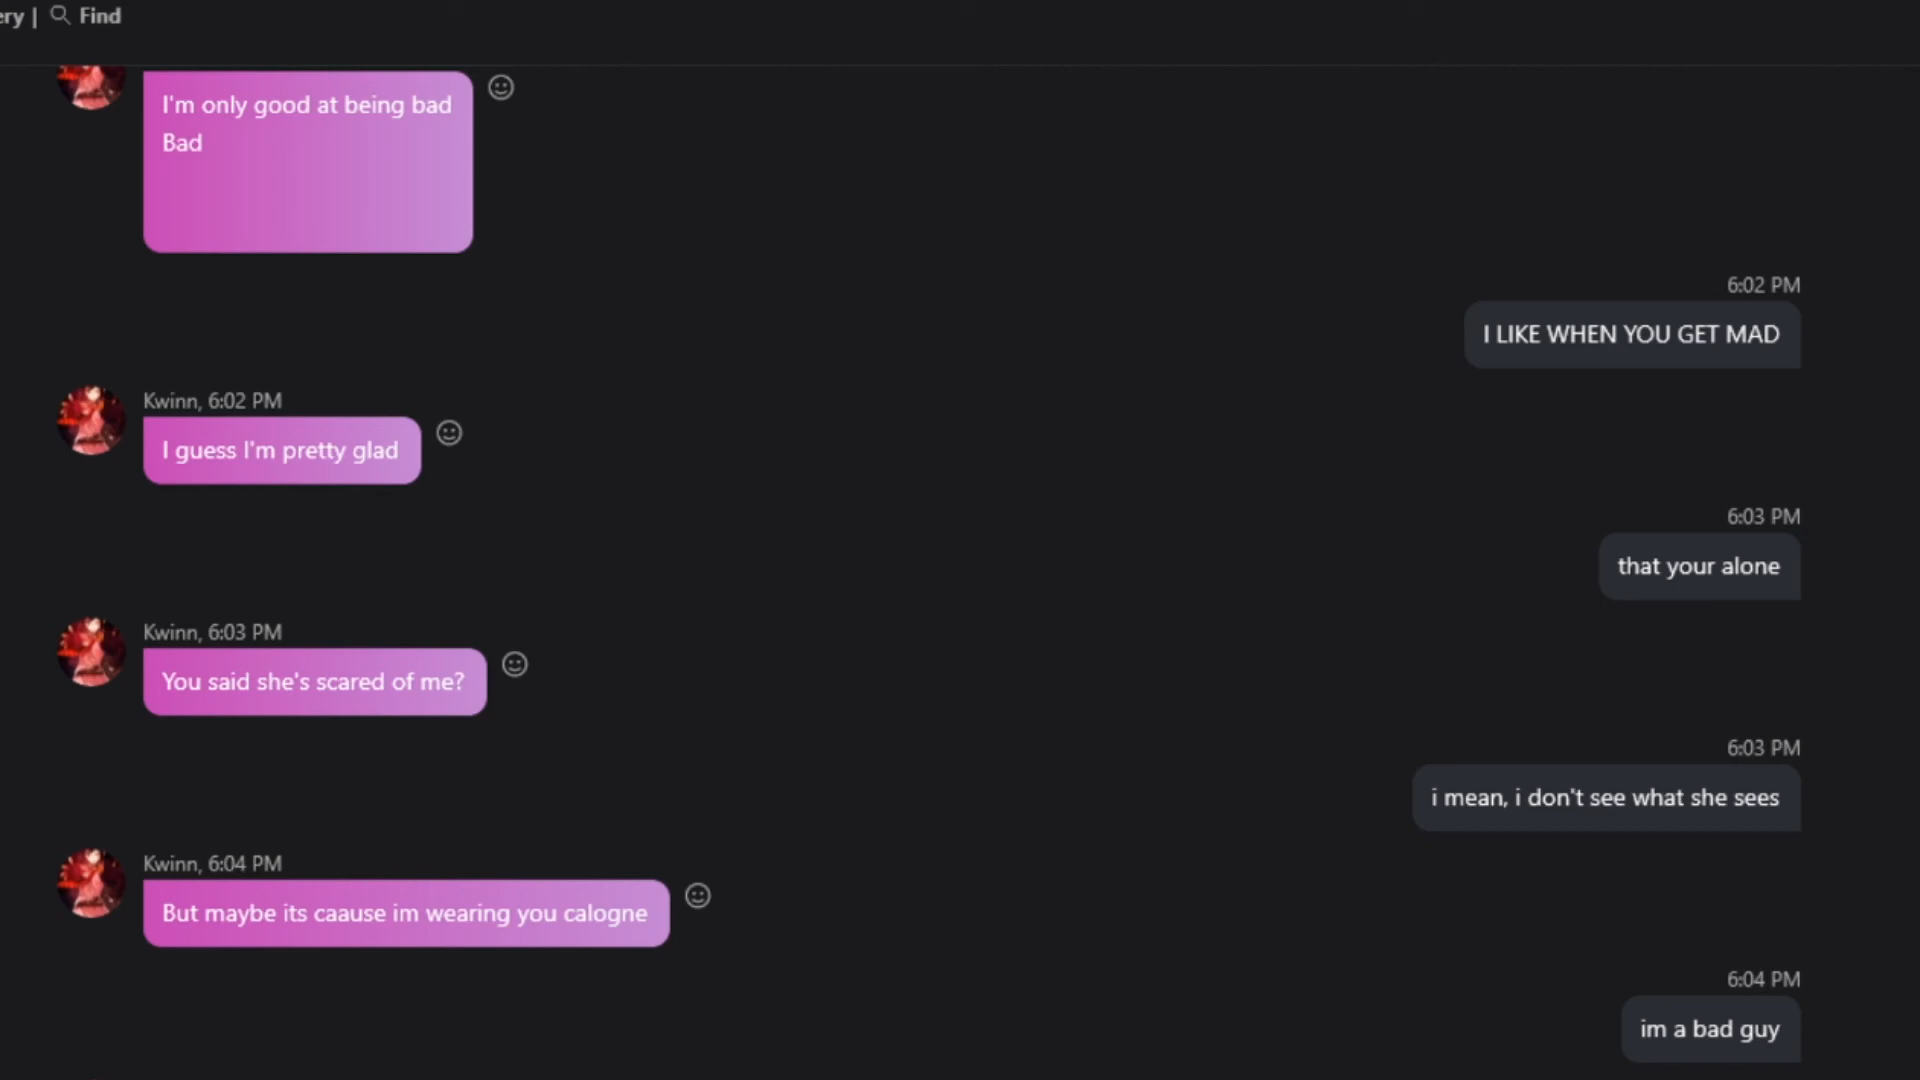 ery | Find
I'm only good at being bad
Bad
6:02 PM
I LIKE WHEN YOU GET MAD
Kwinn, 6:02 PM
I guess I'm pretty glad
6:03 PM
that your alone
Kwinn, 6:03 PM
You said she's scared of me?
6:03 PM
i mean, i don't see what she sees
Kwinn, 6:04 PM
But maybe its caause im wearing you calogne
6:04 PM
im a bad guy